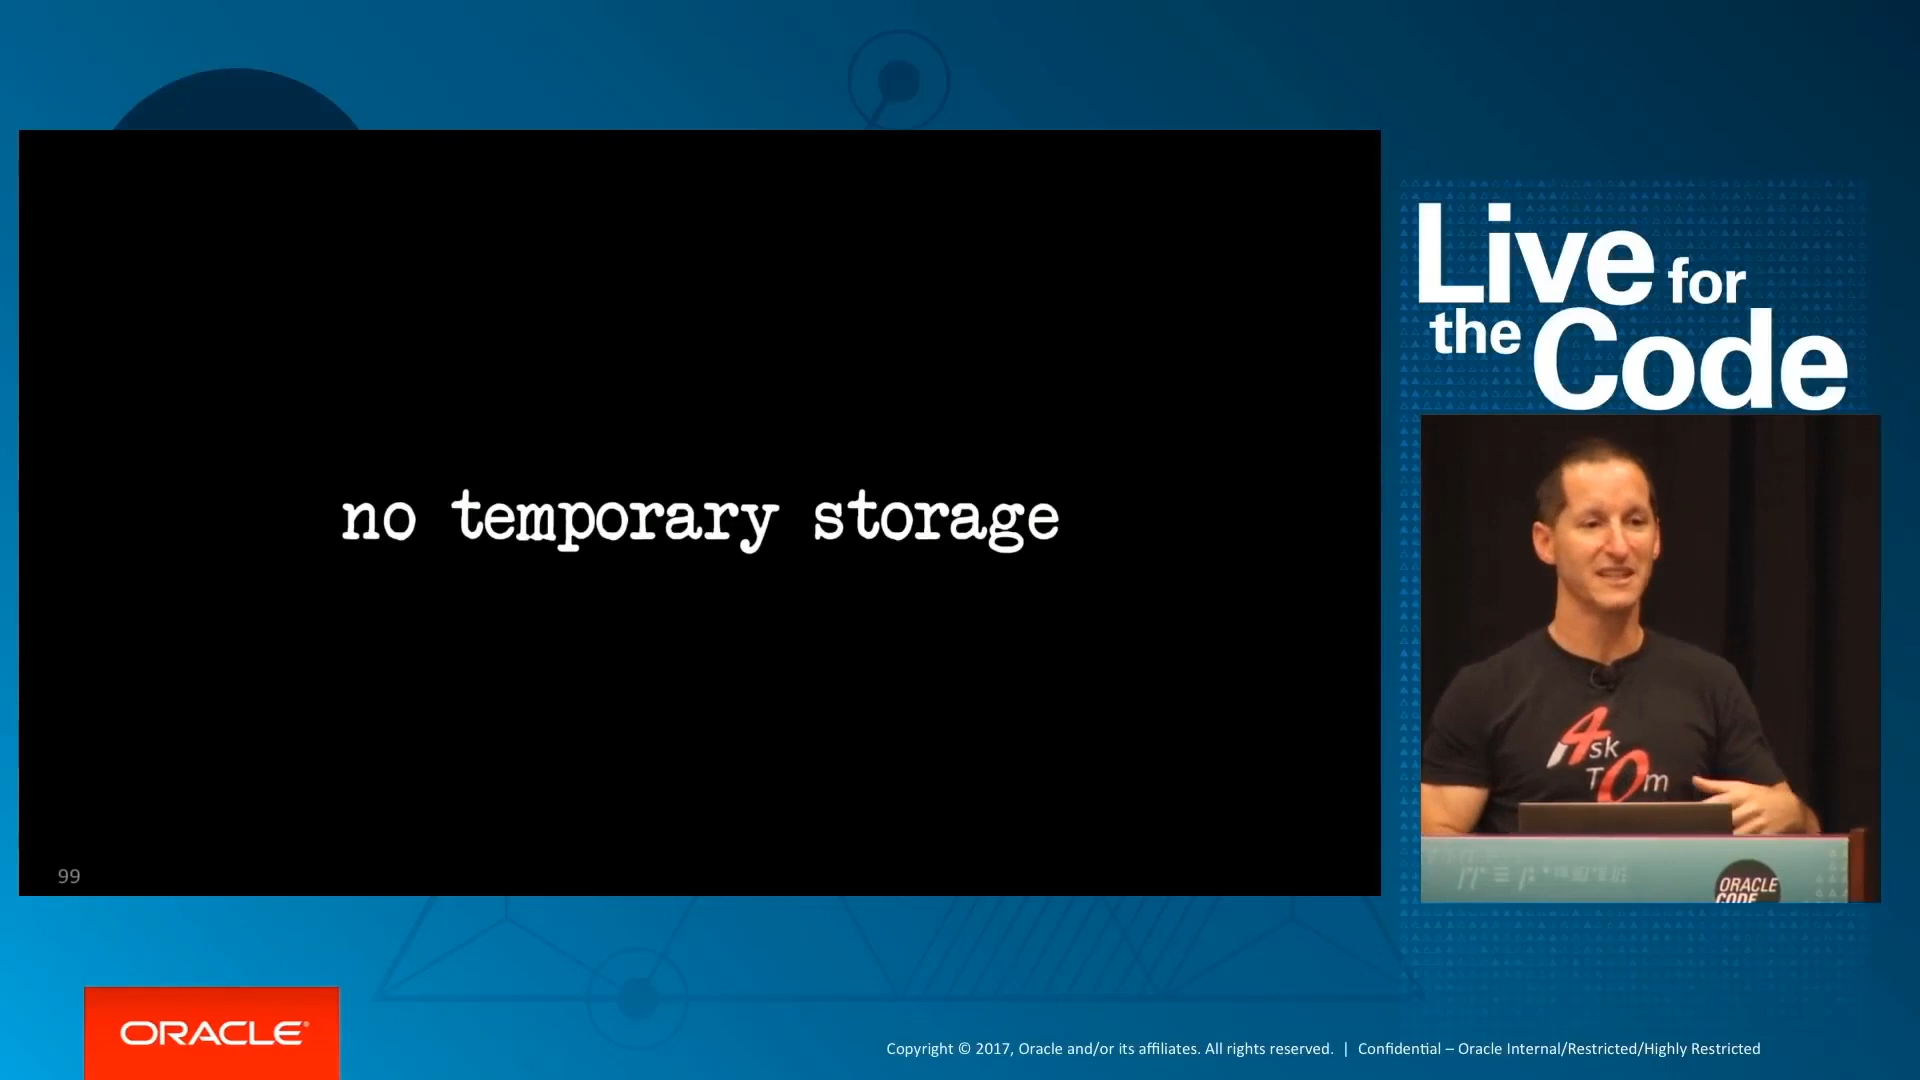 no temporary storage
99
Live for
the Code
Ask
TOm
ORACLE
CODE
ORACLE
Copyright © 2017, Oracle and/or its affiliates. All rights reserved. | Confidential – Oracle Internal/Restricted/Highly Restricted